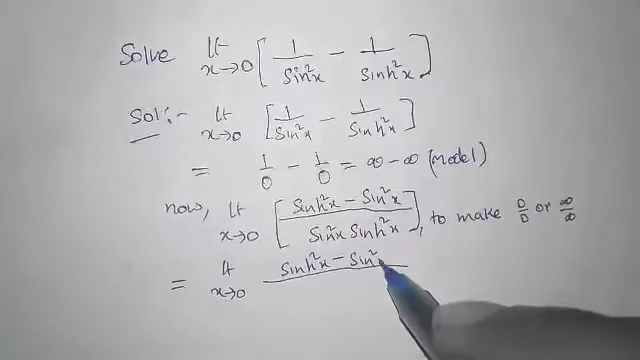 Solve lt x→0 [ 1/sin²x − 1/sinh²x ]
Sol:- lt x→0 [ 1/sin²x − 1/sinh²x ]
= 1/0 − 1/0 = ∞ − ∞ (model)
now, lt x→0 [ (sinh²x − sin²x) / (sin²x sinh²x) ], to make 0/0 or ∞/∞
= lt x→0 sinh²x − sin²